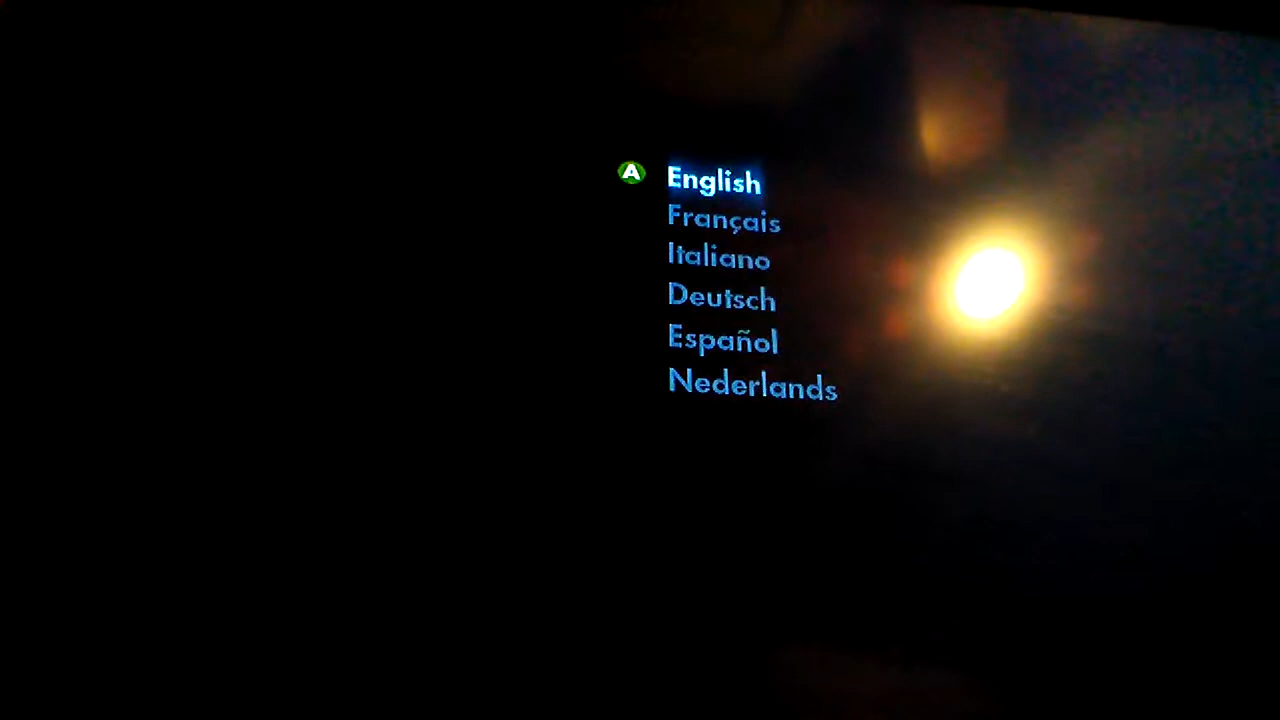 A English
Français
Italiano
Deutsch
Español
Nederlands